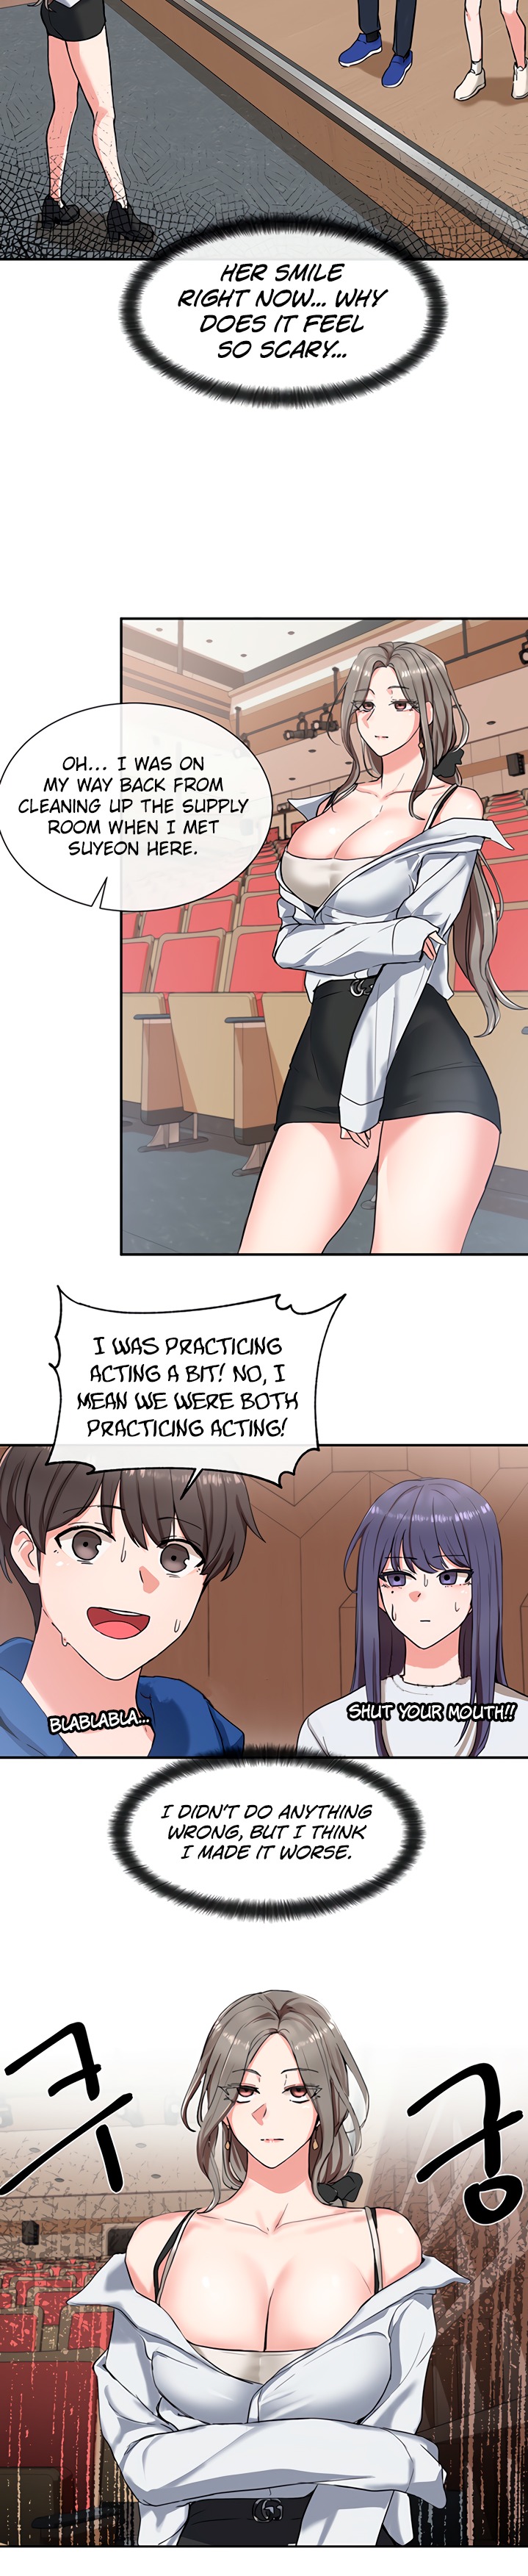 HER SMILE
RIGHT NOW... WHY
DOES IT FEEL
SO SCARY...
OH... I WAS ON
MY WAY BACK FROM
CLEANING UP THE SUPPLY
ROOM WHEN I MET
SUYEON HERE.
I WAS PRACTICING
ACTING A BIT! NO, I
MEAN WE WERE BOTH
PRACTICING ACTING!
BLABLABLA...
SHUT YOUR MOUTH!!
I DIDN'T DO ANYTHING
WRONG, BUT I THINK
I MADE IT WORSE.
쿠궁